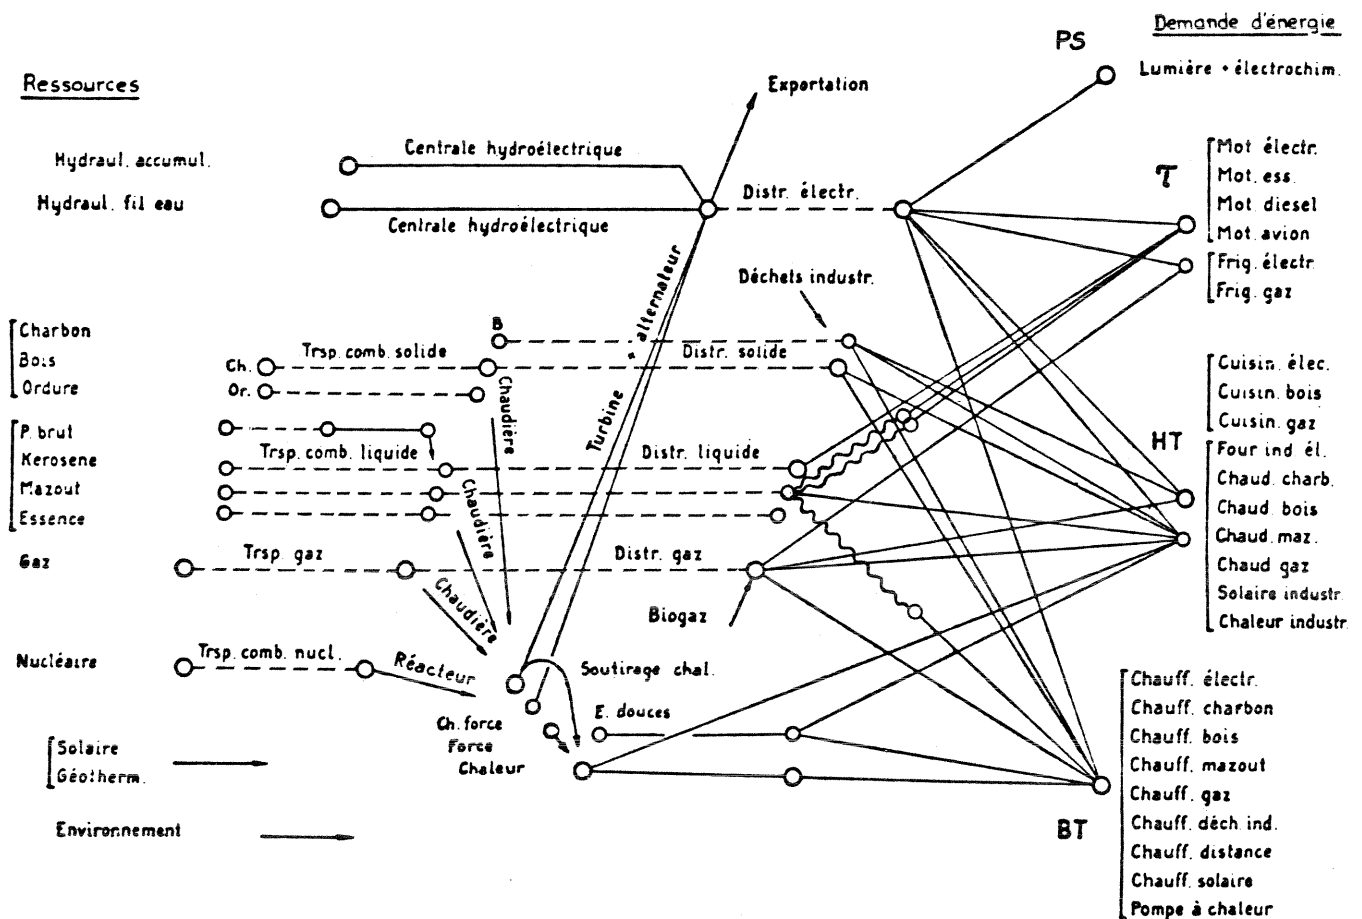 Demande d'énergie
PS
Lumière + électrochim.
Ressources
Exportation
Hydraul. accumul.
Centrale hydroélectrique
Hydraul. fil eau
Centrale hydroélectrique
Distr. électr.
τ
Mot électr.
Mot. ess.
Mot. diesel
Mot. avion
Frig. électr.
Frig. gaz
Déchets industr.
Turbine + alternateur
Charbon
Bois
Ordure
B
Ch.
Trsp. comb. solide
Distr. solide
Or.
Chaudière
P. brut
Kerosene
Mazout
Essence
Trsp. comb. liquide
Distr. liquide
Chaudière
Gaz
Trsp. gaz
Distr. gaz
Chaudière
Biogaz
HT
Cuisin. élec.
Cuisin. bois
Cuisin. gaz
Four ind él.
Chaud. charb.
Chaud. bois
Chaud. maz.
Chaud gaz
Solaire industr.
Chaleur industr.
Nucléaire
Trsp. comb. nucl.
Réacteur
Soutirage chal.
Ch. force
Force
Chaleur
E. douces
Solaire
Géotherm.
Environnement
BT
Chauff. électr.
Chauff. charbon
Chauff. bois
Chauff. mazout
Chauff. gaz
Chauff. déch. ind.
Chauff. distance
Chauff. solaire
Pompe à chaleur